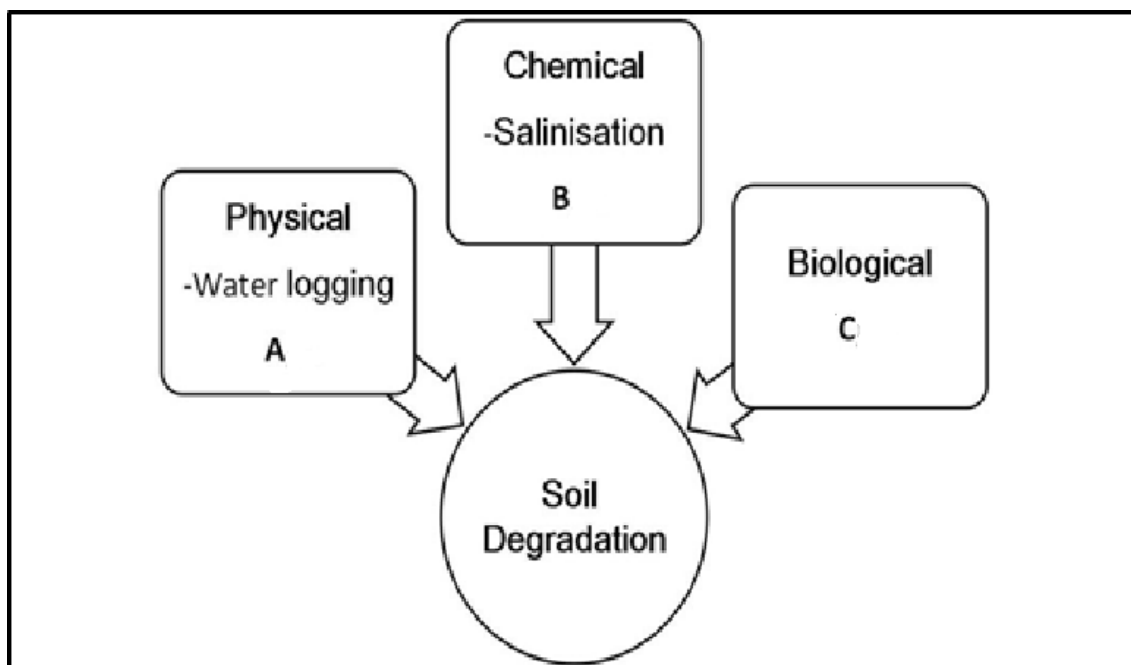 Chemical
-Salinisation
B
Physical
-Water logging
A
Biological
C
Soil
Degradation